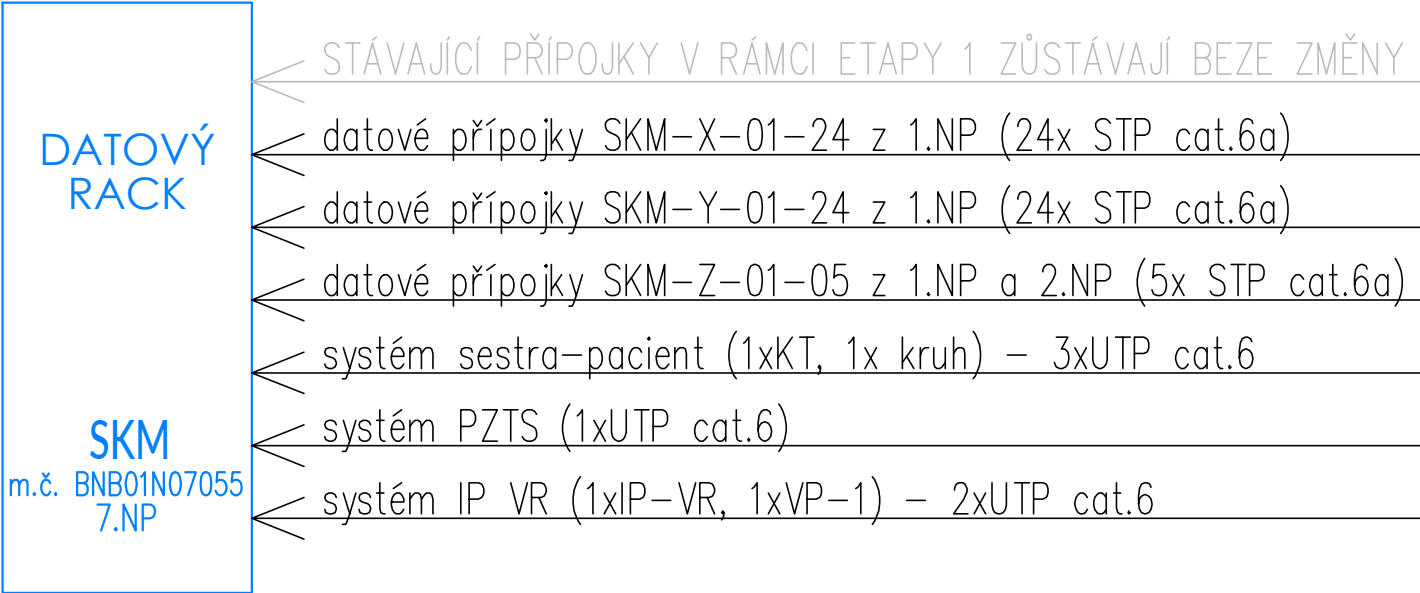 STÁVAJÍCÍ PŘÍPOJKY V RÁMCI ETAPY 1 ZŮSTÁVAJÍ BEZE ZMĚNY
datové přípojky SKM-X-01-24 z 1.NP (24x STP cat.6a)
DATOVÝ
RACK
datové přípojky SKM-Y-01-24 z 1.NP (24x STP cat.6a)
datové přípojky SKM-Z-01-05 z 1.NP a 2.NP (5x STP cat.6a)
systém sestra-pacient (1xKT, 1x kruh) - 3xUTP cat.6
systém PZTS (1xUTP cat.6)
SKM
m.č. BNB01N07055
7.NP
systém IP VR (1xIP-VR, 1xVP-1) - 2xUTP cat.6